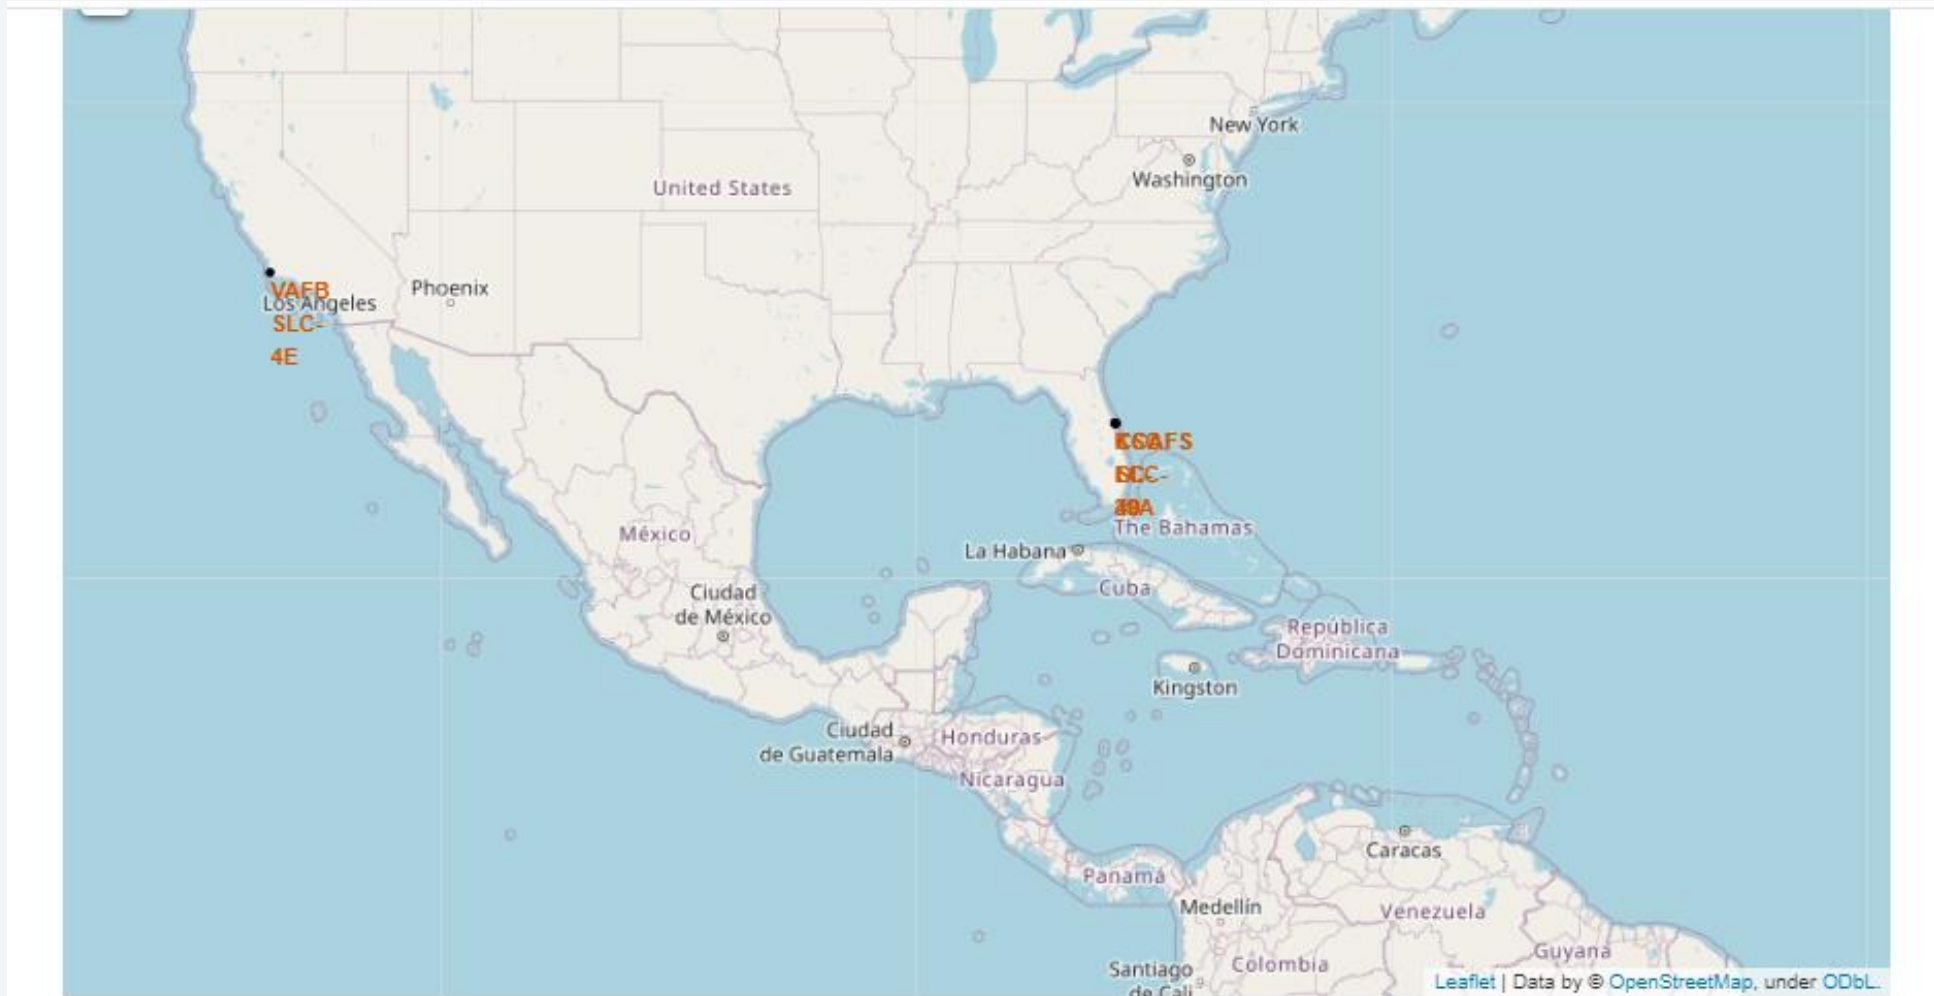 New York
Washington
United States
Phoenix
VAFB
Los Angeles
SLC-
4E
México
La Habana
The Bahamas
Cuba
Ciudad
de México
República
Dominicana
Kingston
Ciudad
de Guatemala
Honduras
Nicaragua
Caracas
Panamá
Medellín
Venezuela
Guyana
Colombia
Santiago
de Cali
Leaflet | Data by © OpenStreetMap, under ODbL.